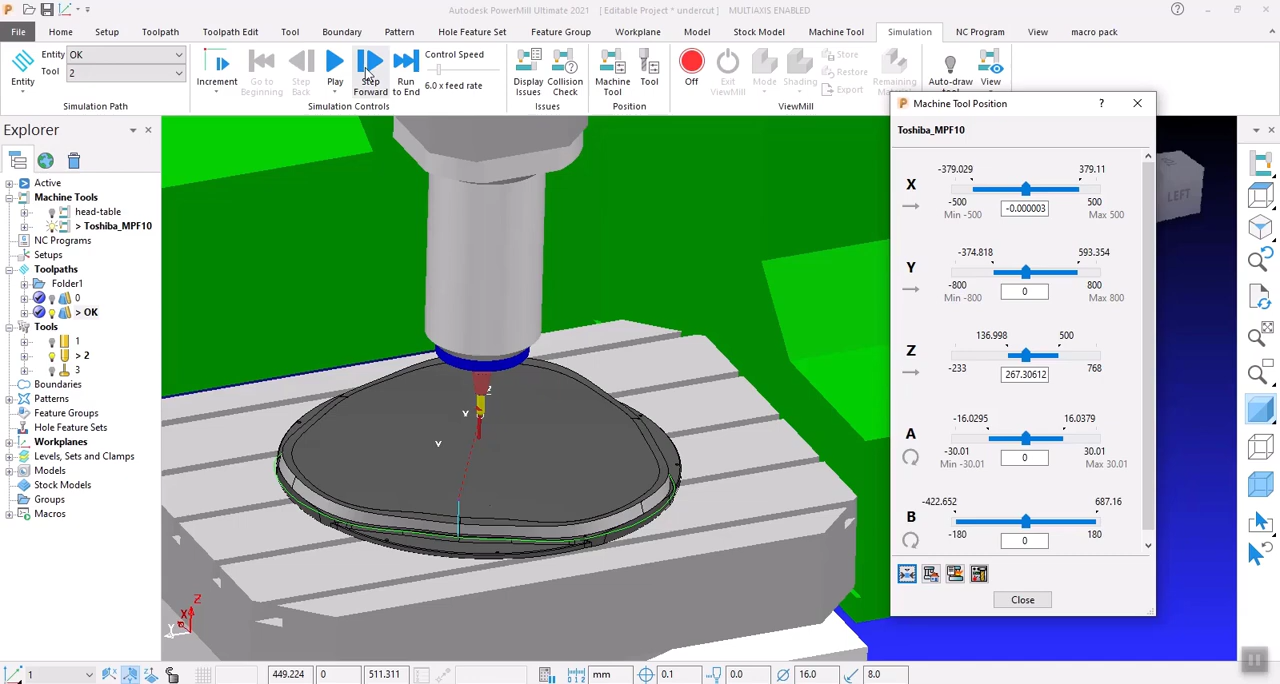 Autodesk PowerMill Ultimate 2021 [ Editable Project * undercut ] MULTIAXIS ENABLED
File Home Setup Toolpath Toolpath Edit Tool Boundary Pattern Hole Feature Set Feature Group Workplane Model Stock Model Machine Tool Simulation NC Program View macro pack
Entity
Entity OK
Tool 2
Simulation Path
Increment
Go to Beginning
Step Back
Play
Step Forward
Run to End
Control Speed
6.0 x feed rate
Simulation Controls
Display Issues
Collision Check
Issues
Machine Tool
Tool
Position
Off
Exit ViewMill
Mode
Shading
Store
Restore
Export
Remaining
ViewMill
Auto-draw
View
Explorer
Active
Machine Tools
head-table
> Toshiba_MPF10
NC Programs
Setups
Toolpaths
Folder1
0
> OK
Tools
1
> 2
3
Boundaries
Patterns
Feature Groups
Hole Feature Sets
Workplanes
Levels, Sets and Clamps
Models
Stock Models
Groups
Macros
Machine Tool Position
?
Toshiba_MPF10
-379.029 379.11
X
-500 500
Min -500 -0.000003 Max 500
-374.818 593.354
Y
-800 800
Min -800 0 Max 800
136.998 500
Z
-233 768
267.30612
-16.0295 16.0379
A
-30.01 30.01
Min -30.01 0 Max 30.01
-422.652 687.16
B
-180 180
0
Close
LEFT
Z
X
Y
1 449.224 0 511.311 mm 0.1 0.0 16.0 8.0